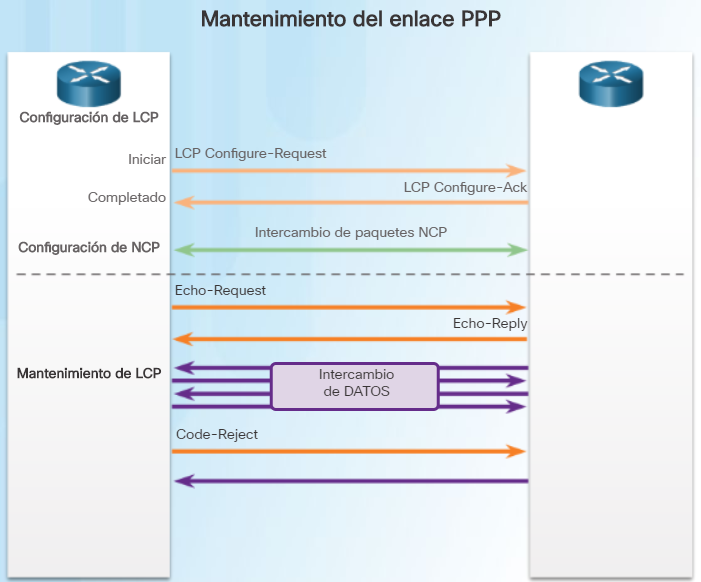 Mantenimiento del enlace PPP
Configuración de LCP
Iniciar
LCP Configure-Request
LCP Configure-Ack
Completado
Intercambio de paquetes NCP
Configuración de NCP
Echo-Request
Echo-Reply
Mantenimiento de LCP
Intercambio
de DATOS
Code-Reject